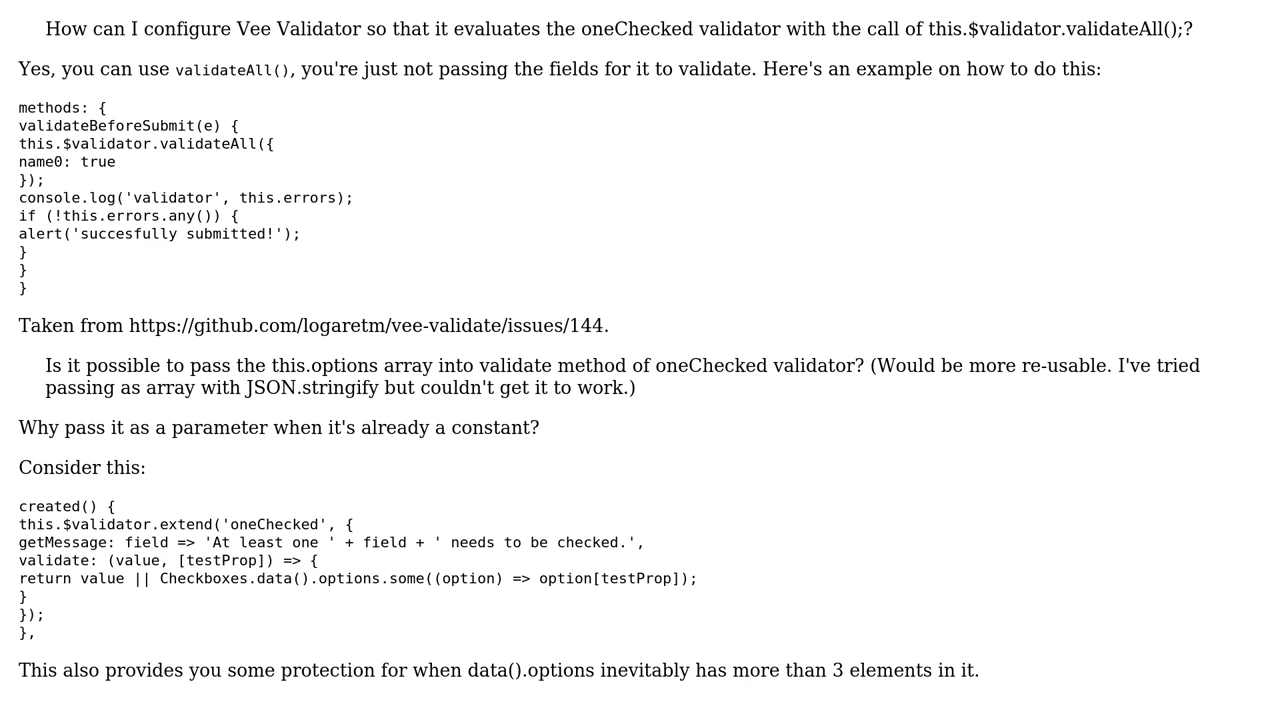 How can I configure Vee Validator so that it evaluates the oneChecked validator with the call of this.$validator.validateAll();?
Yes, you can use validateAll(), you're just not passing the fields for it to validate. Here's an example on how to do this:
methods: {
validateBeforeSubmit(e) {
this.$validator.validateAll({
name0: true
});
console.log('validator', this.errors);
if (!this.errors.any()) {
alert('succesfully submitted!');
}
}
}
Taken from https://github.com/logaretm/vee-validate/issues/144.
Is it possible to pass the this.options array into validate method of oneChecked validator? (Would be more re-usable. I've tried
passing as array with JSON.stringify but couldn't get it to work.)
Why pass it as a parameter when it's already a constant?
Consider this:
created() {
this.$validator.extend('oneChecked', {
getMessage: field => 'At least one ' + field + ' needs to be checked.',
validate: (value, [testProp]) => {
return value || Checkboxes.data().options.some((option) => option[testProp]);
}
});
},
This also provides you some protection for when data().options inevitably has more than 3 elements in it.